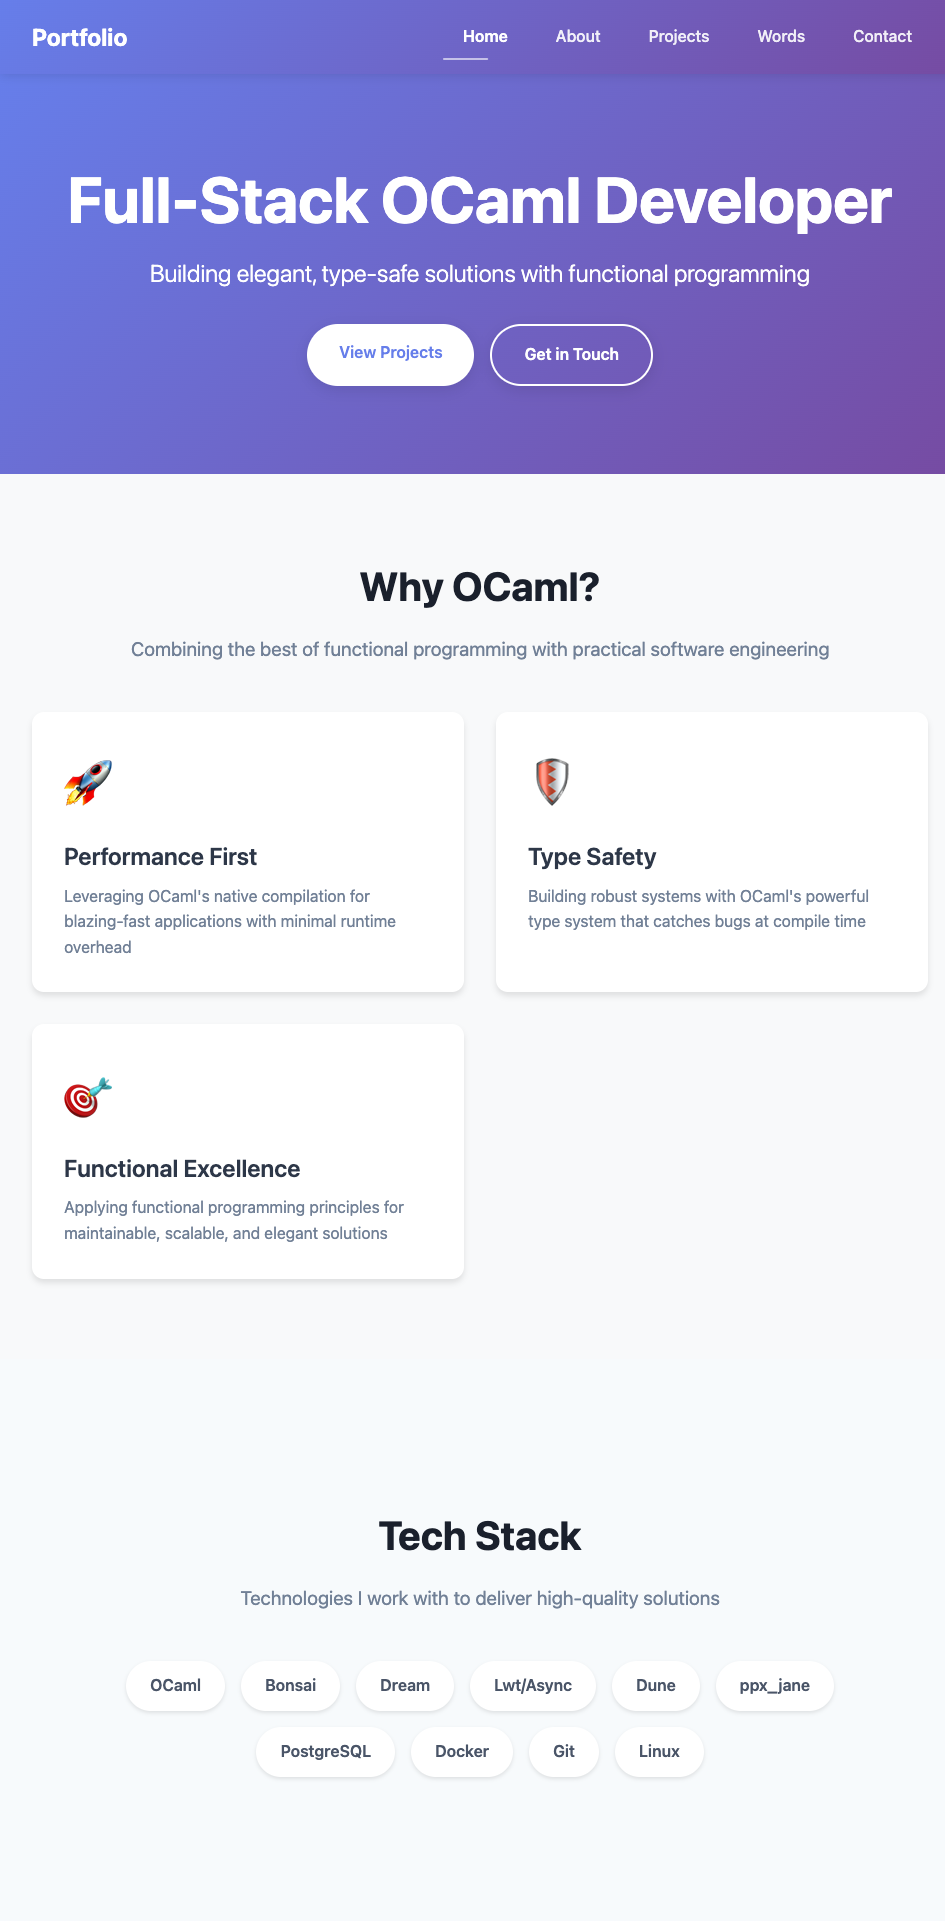 Portfolio
Home About Projects Words Contact
Full-Stack OCaml Developer
Building elegant, type-safe solutions with functional programming
View Projects
Get in Touch
Why OCaml?
Combining the best of functional programming with practical software engineering
Performance First
Leveraging OCaml's native compilation for
blazing-fast applications with minimal runtime
overhead
Type Safety
Building robust systems with OCaml's powerful
type system that catches bugs at compile time
Functional Excellence
Applying functional programming principles for
maintainable, scalable, and elegant solutions
Tech Stack
Technologies I work with to deliver high-quality solutions
OCaml Bonsai Dream Lwt/Async Dune ppx_jane
PostgreSQL Docker Git Linux